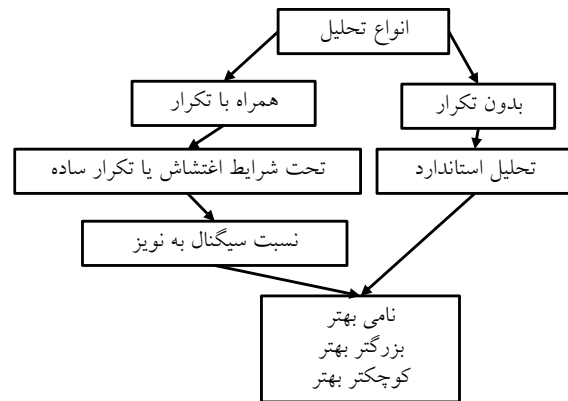 انواع تحلیل
بدون تکرار
همراه با تکرار
تحلیل استاندارد
تحت شرایط اغتشاش یا تکرار ساده
نسبت سیگنال به نویز
نامی بهتر
بزرگتر بهتر
کوچکتر بهتر